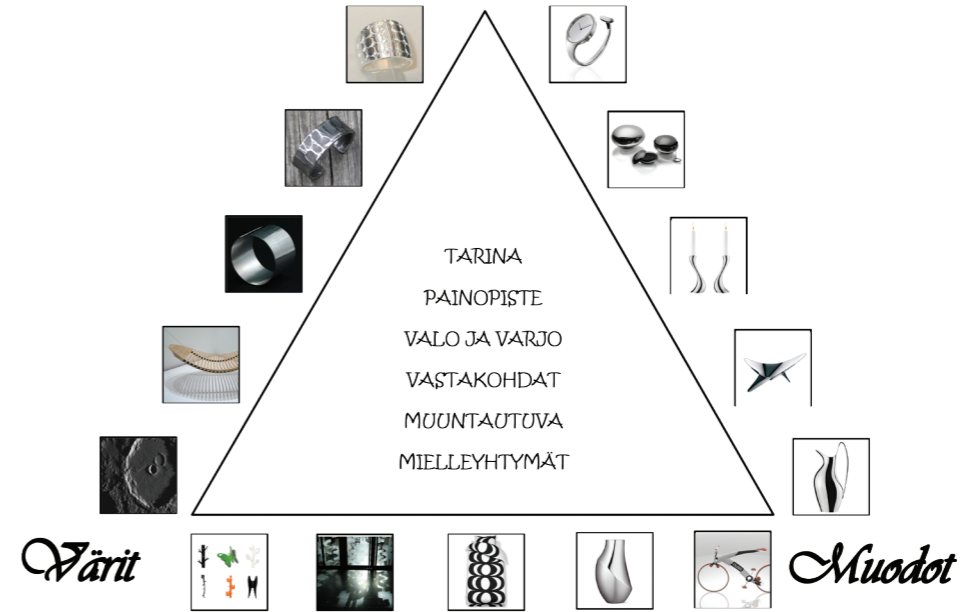 TARINA
PAINOPISTE
VALO JA VARJO
VASTAKOHDAT
MUUNTAUTUVA
MIELLEYHTYMÄT
Värit
Muodot